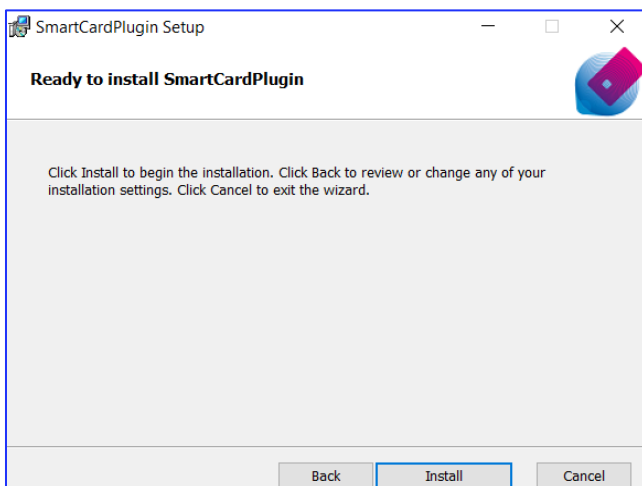 SmartCardPlugin Setup
Ready to install SmartCardPlugin
Click Install to begin the installation. Click Back to review or change any of your
installation settings. Click Cancel to exit the wizard.
Back Install Cancel